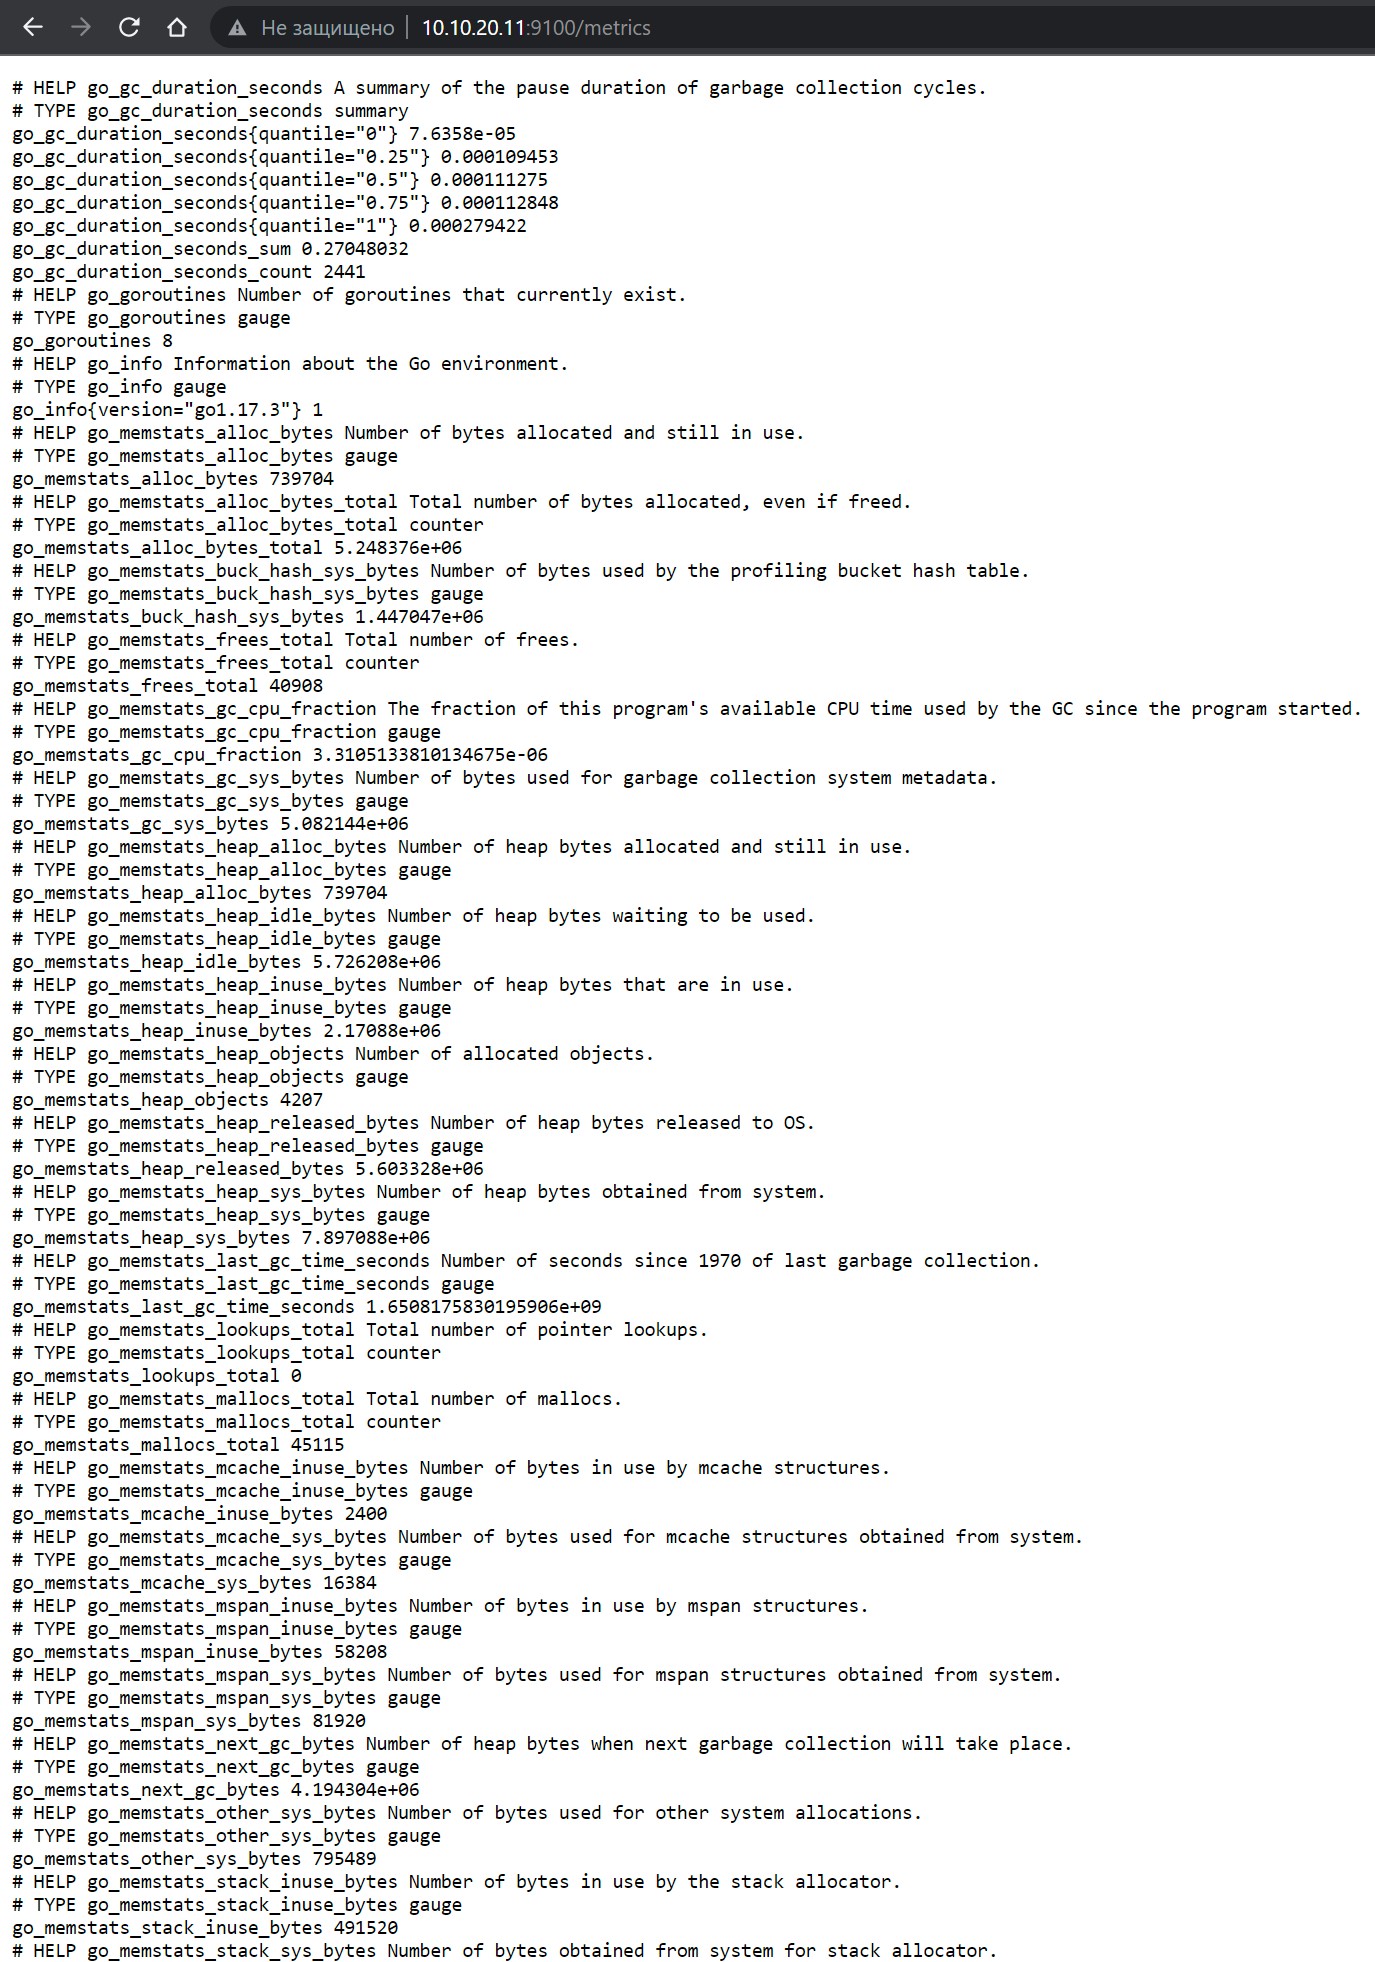 Не защищено 10.10.20.11:9100/metrics
# HELP go_gc_duration_seconds A summary of the pause duration of garbage collection cycles.
# TYPE go_gc_duration_seconds summary
go_gc_duration_seconds{quantile="0"} 7.6358e-05
go_gc_duration_seconds{quantile="0.25"} 0.000109453
go_gc_duration_seconds{quantile="0.5"} 0.000111275
go_gc_duration_seconds{quantile="0.75"} 0.000112848
go_gc_duration_seconds{quantile="1"} 0.000279422
go_gc_duration_seconds_sum 0.27048032
go_gc_duration_seconds_count 2441
# HELP go_goroutines Number of goroutines that currently exist.
# TYPE go_goroutines gauge
go_goroutines 8
# HELP go_info Information about the Go environment.
# TYPE go_info gauge
go_info{version="go1.17.3"} 1
# HELP go_memstats_alloc_bytes Number of bytes allocated and still in use.
# TYPE go_memstats_alloc_bytes gauge
go_memstats_alloc_bytes 739704
# HELP go_memstats_alloc_bytes_total Total number of bytes allocated, even if freed.
# TYPE go_memstats_alloc_bytes_total counter
go_memstats_alloc_bytes_total 5.248376e+06
# HELP go_memstats_buck_hash_sys_bytes Number of bytes used by the profiling bucket hash table.
# TYPE go_memstats_buck_hash_sys_bytes gauge
go_memstats_buck_hash_sys_bytes 1.447047e+06
# HELP go_memstats_frees_total Total number of frees.
# TYPE go_memstats_frees_total counter
go_memstats_frees_total 40908
# HELP go_memstats_gc_cpu_fraction The fraction of this program's available CPU time used by the GC since the program started.
# TYPE go_memstats_gc_cpu_fraction gauge
go_memstats_gc_cpu_fraction 3.3105133810134675e-06
# HELP go_memstats_gc_sys_bytes Number of bytes used for garbage collection system metadata.
# TYPE go_memstats_gc_sys_bytes gauge
go_memstats_gc_sys_bytes 5.082144e+06
# HELP go_memstats_heap_alloc_bytes Number of heap bytes allocated and still in use.
# TYPE go_memstats_heap_alloc_bytes gauge
go_memstats_heap_alloc_bytes 739704
# HELP go_memstats_heap_idle_bytes Number of heap bytes waiting to be used.
# TYPE go_memstats_heap_idle_bytes gauge
go_memstats_heap_idle_bytes 5.726208e+06
# HELP go_memstats_heap_inuse_bytes Number of heap bytes that are in use.
# TYPE go_memstats_heap_inuse_bytes gauge
go_memstats_heap_inuse_bytes 2.17088e+06
# HELP go_memstats_heap_objects Number of allocated objects.
# TYPE go_memstats_heap_objects gauge
go_memstats_heap_objects 4207
# HELP go_memstats_heap_released_bytes Number of heap bytes released to OS.
# TYPE go_memstats_heap_released_bytes gauge
go_memstats_heap_released_bytes 5.603328e+06
# HELP go_memstats_heap_sys_bytes Number of heap bytes obtained from system.
# TYPE go_memstats_heap_sys_bytes gauge
go_memstats_heap_sys_bytes 7.897088e+06
# HELP go_memstats_last_gc_time_seconds Number of seconds since 1970 of last garbage collection.
# TYPE go_memstats_last_gc_time_seconds gauge
go_memstats_last_gc_time_seconds 1.6508175830195906e+09
# HELP go_memstats_lookups_total Total number of pointer lookups.
# TYPE go_memstats_lookups_total counter
go_memstats_lookups_total 0
# HELP go_memstats_mallocs_total Total number of mallocs.
# TYPE go_memstats_mallocs_total counter
go_memstats_mallocs_total 45115
# HELP go_memstats_mcache_inuse_bytes Number of bytes in use by mcache structures.
# TYPE go_memstats_mcache_inuse_bytes gauge
go_memstats_mcache_inuse_bytes 2400
# HELP go_memstats_mcache_sys_bytes Number of bytes used for mcache structures obtained from system.
# TYPE go_memstats_mcache_sys_bytes gauge
go_memstats_mcache_sys_bytes 16384
# HELP go_memstats_mspan_inuse_bytes Number of bytes in use by mspan structures.
# TYPE go_memstats_mspan_inuse_bytes gauge
go_memstats_mspan_inuse_bytes 58208
# HELP go_memstats_mspan_sys_bytes Number of bytes used for mspan structures obtained from system.
# TYPE go_memstats_mspan_sys_bytes gauge
go_memstats_mspan_sys_bytes 81920
# HELP go_memstats_next_gc_bytes Number of heap bytes when next garbage collection will take place.
# TYPE go_memstats_next_gc_bytes gauge
go_memstats_next_gc_bytes 4.194304e+06
# HELP go_memstats_other_sys_bytes Number of bytes used for other system allocations.
# TYPE go_memstats_other_sys_bytes gauge
go_memstats_other_sys_bytes 795489
# HELP go_memstats_stack_inuse_bytes Number of bytes in use by the stack allocator.
# TYPE go_memstats_stack_inuse_bytes gauge
go_memstats_stack_inuse_bytes 491520
# HELP go_memstats_stack_sys_bytes Number of bytes obtained from system for stack allocator.